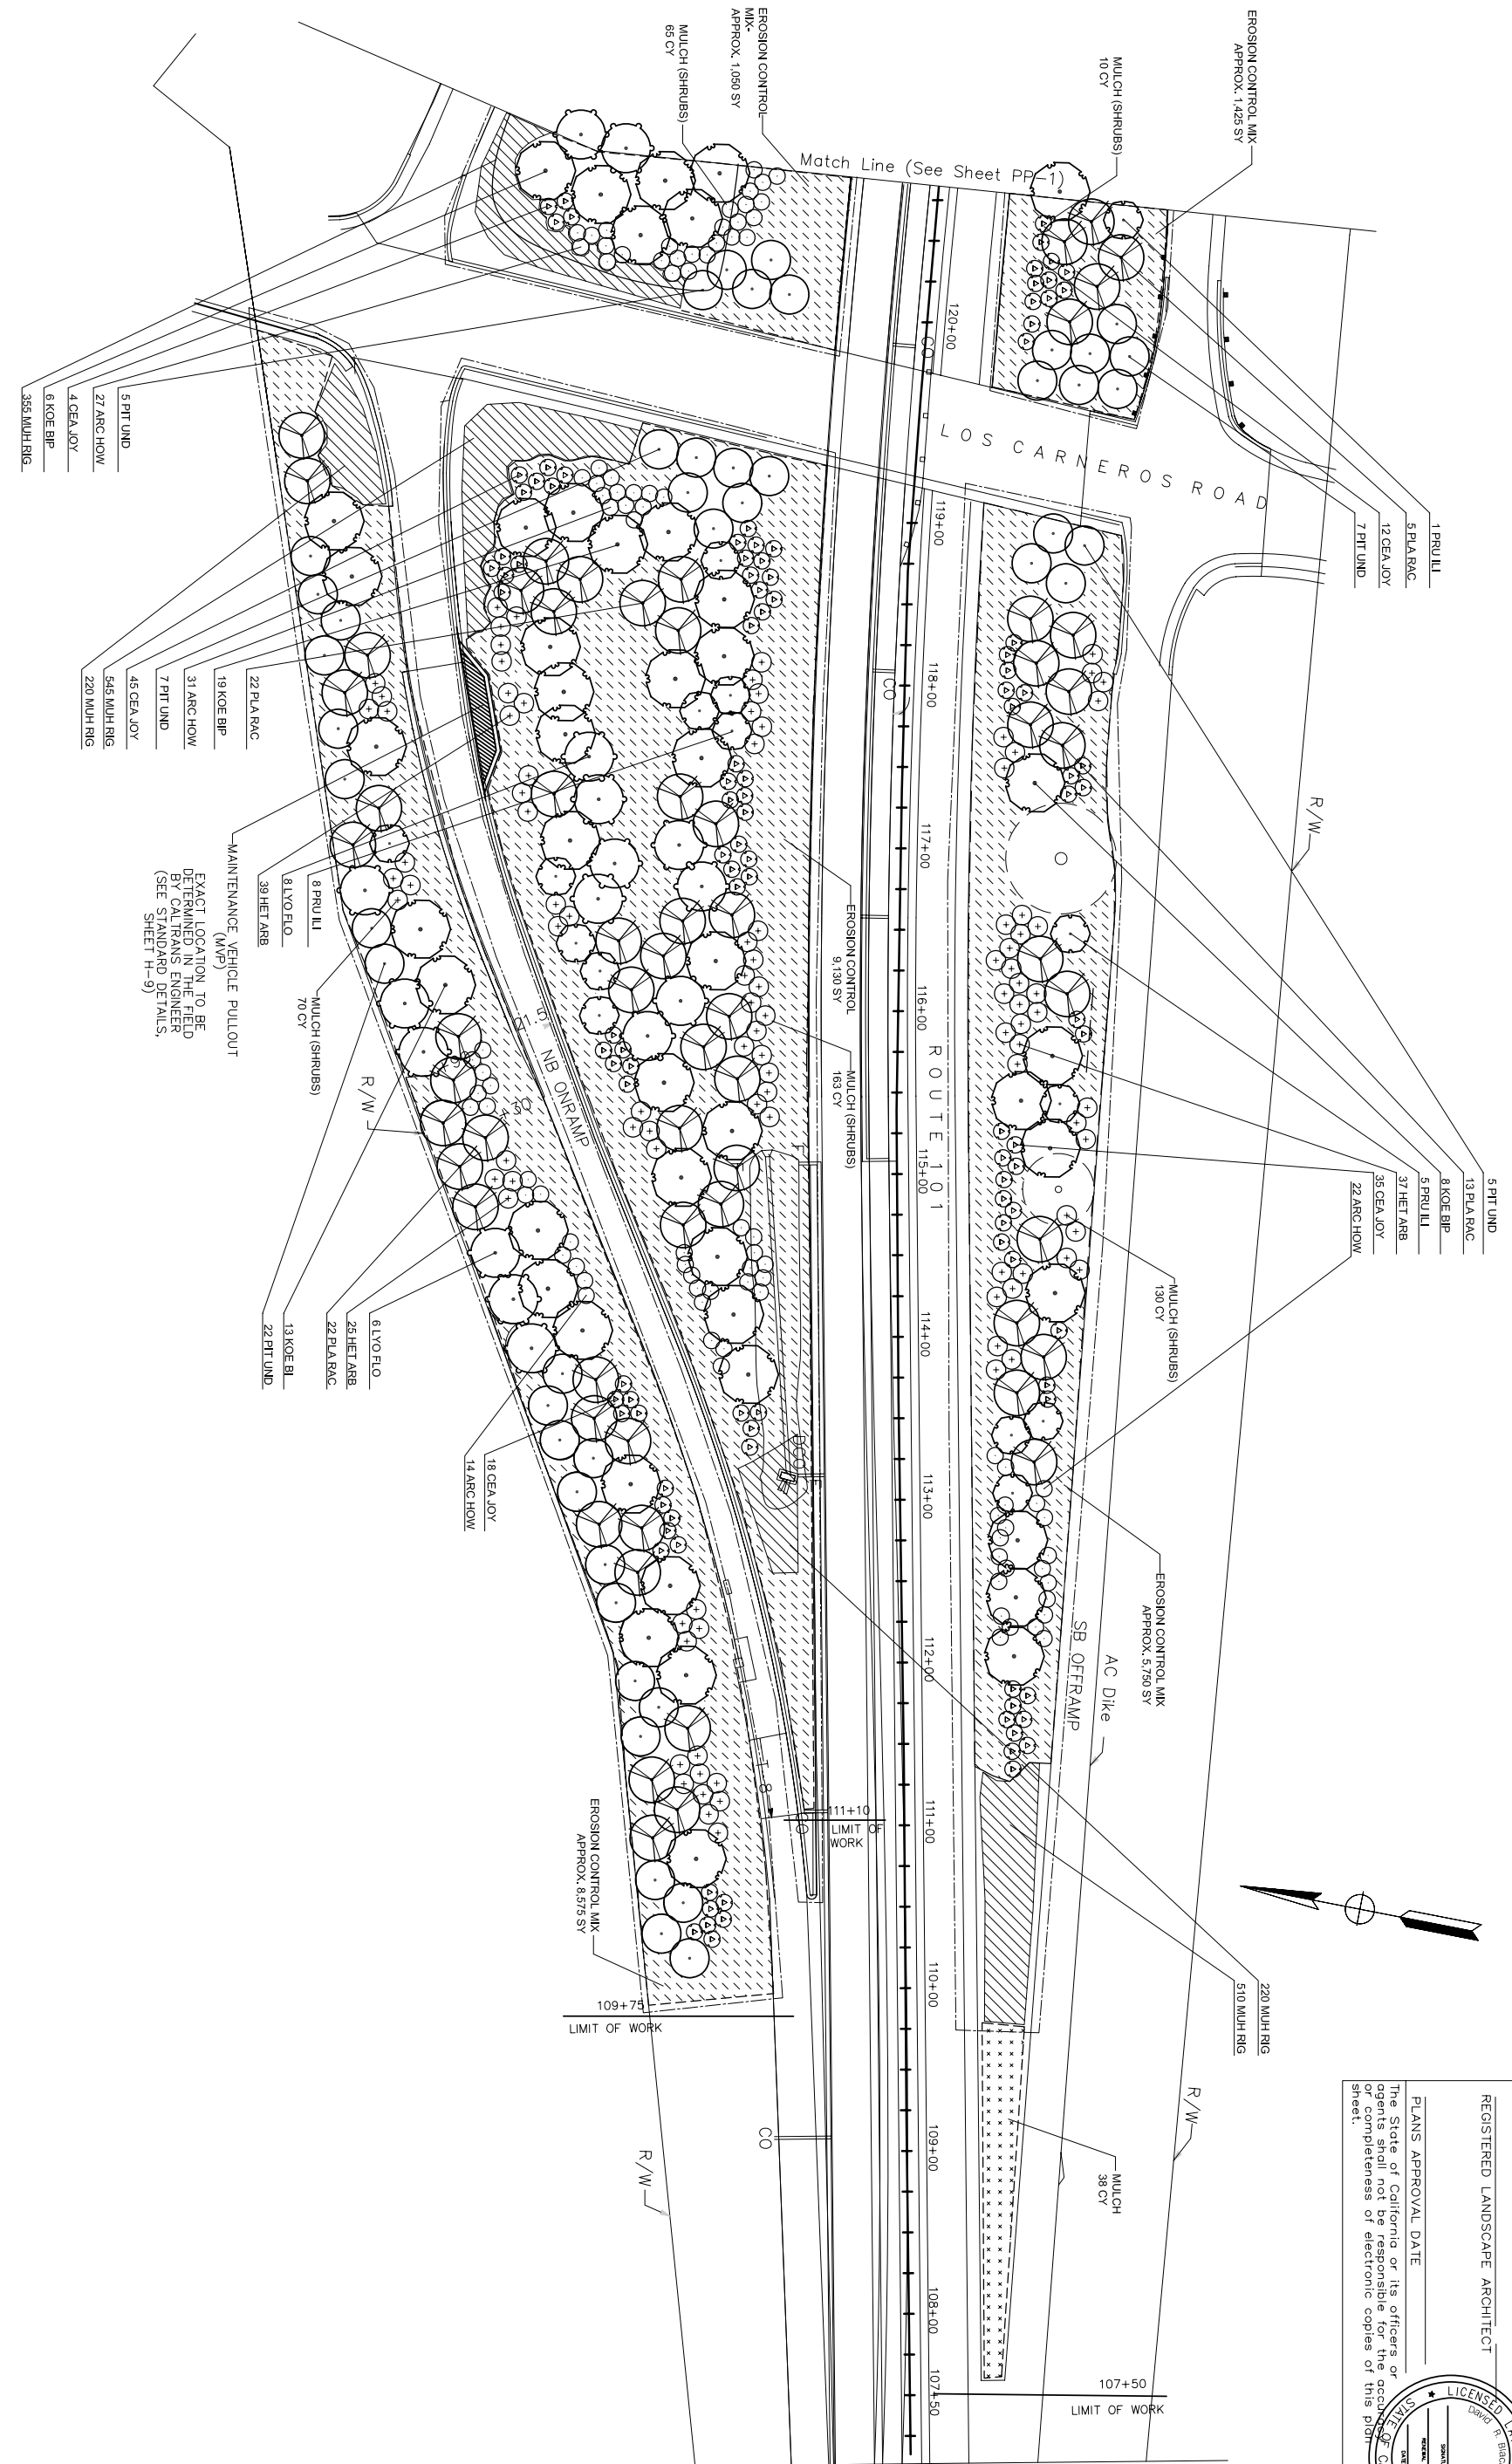 EROSION CONTROL MIX
APPROX. 1,425 SY
MULCH (SHRUBS)
10 CY
EROSION CONTROL
MIX-
APPROX. 1,050 SY
MULCH (SHRUBS)
65 CY
Match Line (See Sheet PP-1)
120+00
CO
LOS CARNEROS ROAD
1 PRU ILI
5 PLA RAC
12 CEA JOY
7 PIT UND
5 PIT UND
27 ARC HOW
4 CEA JOY
6 KOE BIP
355 MUH RIG
119+00
118+00
CO
117+00
116+00
ROUTE 101
115+00
114+00
113+00
112+00
111+00
110+00
109+00
108+00
107+50
22 PLA RAC
19 KOE BIP
31 ARC HOW
7 PIT UND
45 CEA JOY
545 MUH RIG
220 MUH RIG
R/W
EROSION CONTROL
9,130 SY
MULCH (SHRUBS)
163 CY
8 PRU ILI
8 LYO FLO
39 HET ARB
MAINTENANCE VEHICLE PULLOUT
(MVP)
EXACT LOCATION TO BE
DETERMINED IN THE FIELD
BY CALTRANS ENGINEER
(SEE STANDARD DETAILS,
SHEET H-9)
MULCH (SHRUBS)
70 CY
R/W
NB ONRAMP
5 PIT UND
13 PLA RAC
8 KOE BIP
5 PRU ILI
37 HET ARB
35 CEA JOY
22 ARC HOW
MULCH (SHRUBS)
130 CY
6 LYO FLO
25 HET ARB
22 PLA RAC
13 KOE BI
22 PIT UND
18 CEA JOY
14 ARC HOW
EROSION CONTROL MIX
APPROX. 5,750 SY
SB OFFRAMP
AC Dike
111+10
LIMIT OF
WORK
EROSION CONTROL MIX
APPROX. 8,575 SY
109+75
LIMIT OF WORK
220 MUH RIG
510 MUH RIG
R/W
MULCH
38 CY
CO
R/W
107+50
LIMIT OF WORK
REGISTERED LANDSCAPE ARCHITECT
PLANS APPROVAL DATE
The State of California or its officers or
agents shall not be responsible for the accuracy
or completeness of electronic copies of this plan
sheet.
LICENSED
David R.
STATE OF